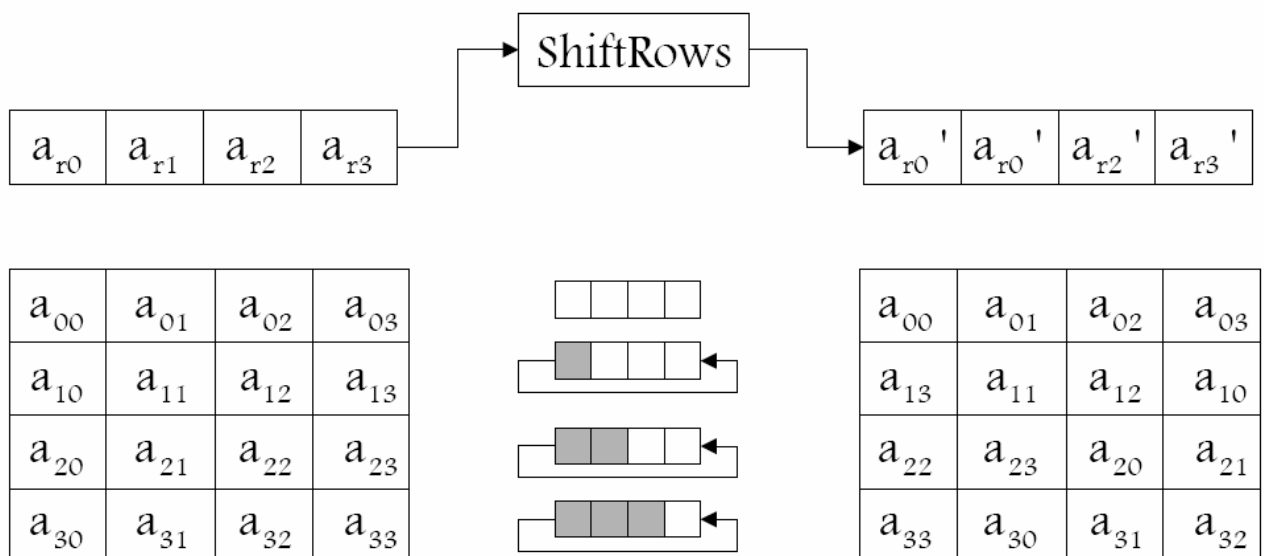 ShiftRows
a_r0 a_r1 a_r2 a_r3
a_r0 ' a_r0 ' a_r2 ' a_r3 '
a_00 a_01 a_02 a_03
a_10 a_11 a_12 a_13
a_20 a_21 a_22 a_23
a_30 a_31 a_32 a_33
a_00 a_01 a_02 a_03
a_13 a_11 a_12 a_10
a_22 a_23 a_20 a_21
a_33 a_30 a_31 a_32